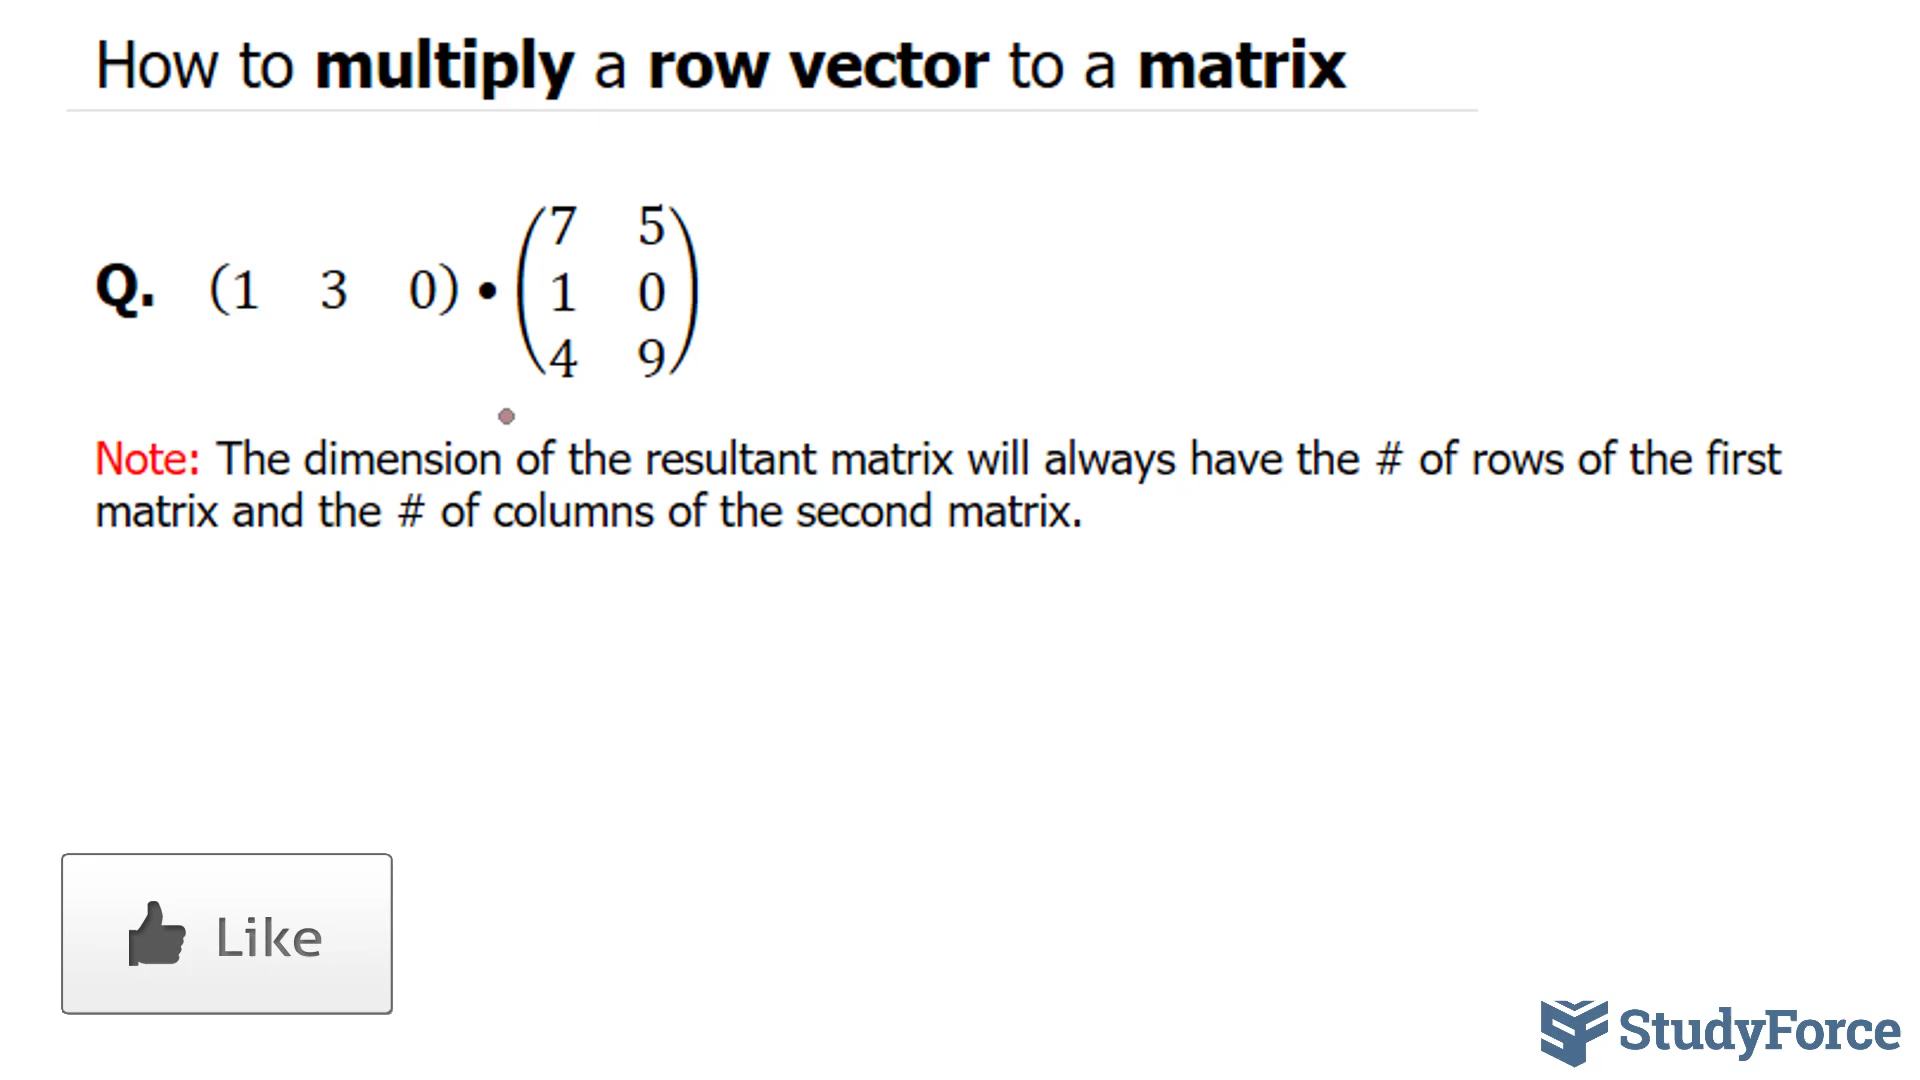 How to multiply a row vector to a matrix
Q. (1 3 0) • (7 5
1 0
4 9)
Note: The dimension of the resultant matrix will always have the # of rows of the first
matrix and the # of columns of the second matrix.
Like
StudyForce